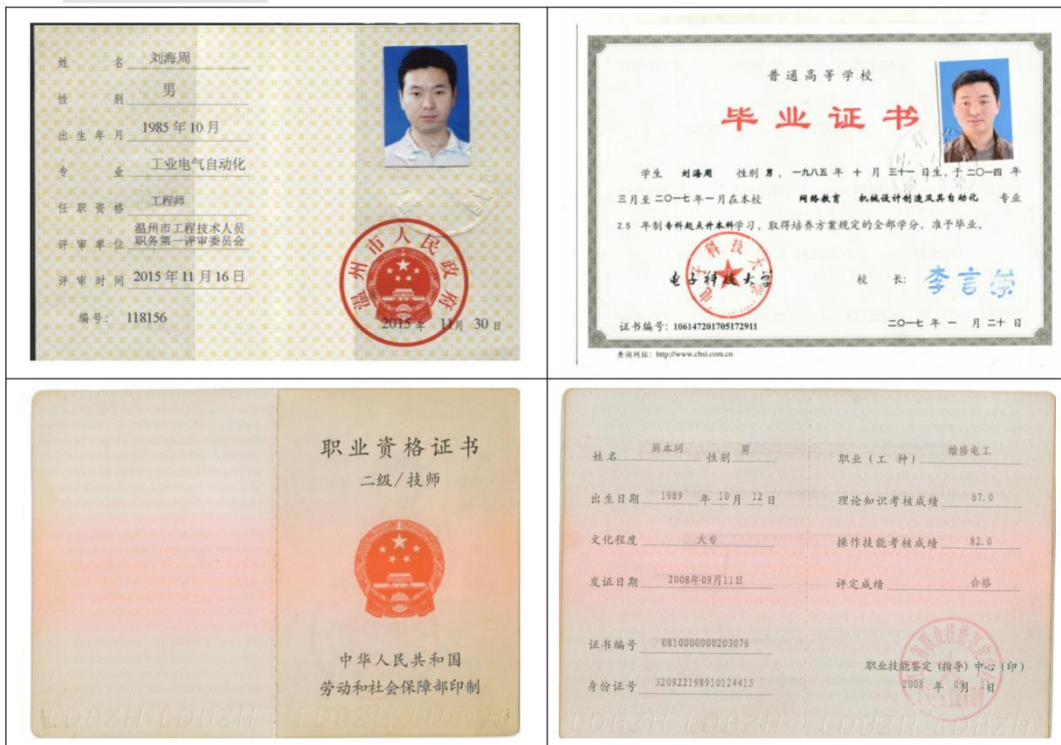 姓名 刘海周
性别 男
出生年月 1985年10月
专业 工业电气自动化
任职资格 工程师
评审单位 温州市工程技术人员
职务第一评审委员会
评审时间 2015年11月16日
编号: 118156
温州市人民政府
2015年 11月 30日
普通高等学校
毕业证书
学生 刘海周 性别 男，一九八五年 十 月 三十一 日生，于二〇一四 年
三月至二〇一七年一月在本校 网络教育 机械设计制造及其自动化 专业
2.5 年制专科起点升本科学习，取得培养方案规定的全部学分，准予毕业。
电子科技大学
电子科技大学 校 长: 李言荣
证书编号: 106147201705172911 二〇一七 年 一 月二十日
查询网址: http://www.chsi.com.cn
职业资格证书
二级/技师
中华人民共和国
劳动和社会保障部印制
LDBZH LDBZH LDBZH
姓名 周本珂 性别 男 职业（工 种） 维修电工
出生日期 1989 年 10 月 12 日 理论知识考核成绩 67.0
文化程度 大专 操作技能考核成绩 82.0
发证日期 2008年09月11日 评定成绩 合格
证书编号 0810000000203076
职业技能鉴定(指导)中心(印)
身份证号 320922198910124415
2008 年 09 月 日
LDBZH LDBZH LDBZH